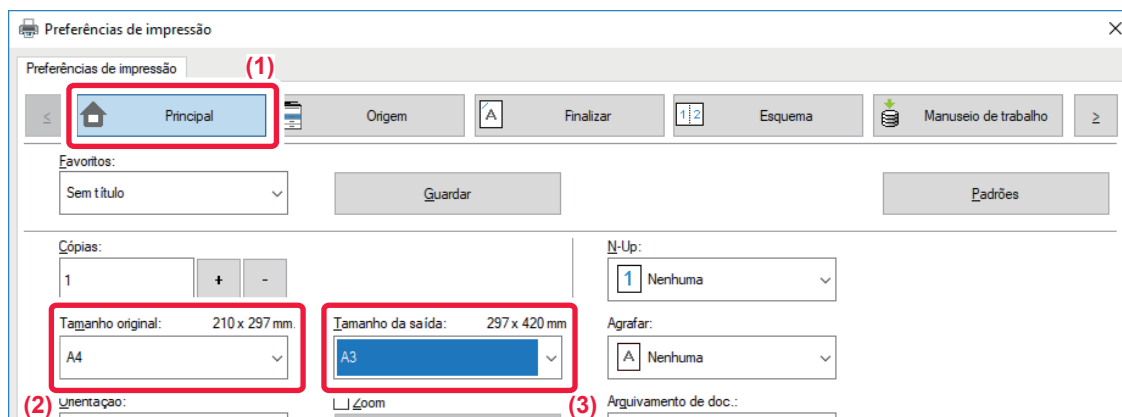 Preferências de impressão
Preferências de impressão
(1)
≤ Principal Origem A Finalizar 1 2 Esquema Manuseio de trabalho ≥
Favoritos:
Sem título Guardar Padrões
Cópias: N-Up:
1 + - 1 Nenhuma
Tamanho original: 210 x 297 mm. Tamanho da saída: 297 x 420 mm Agrafar:
A4 A3 A Nenhuma
(2) Orientação: Zoom (3) Arquivamento de doc.: